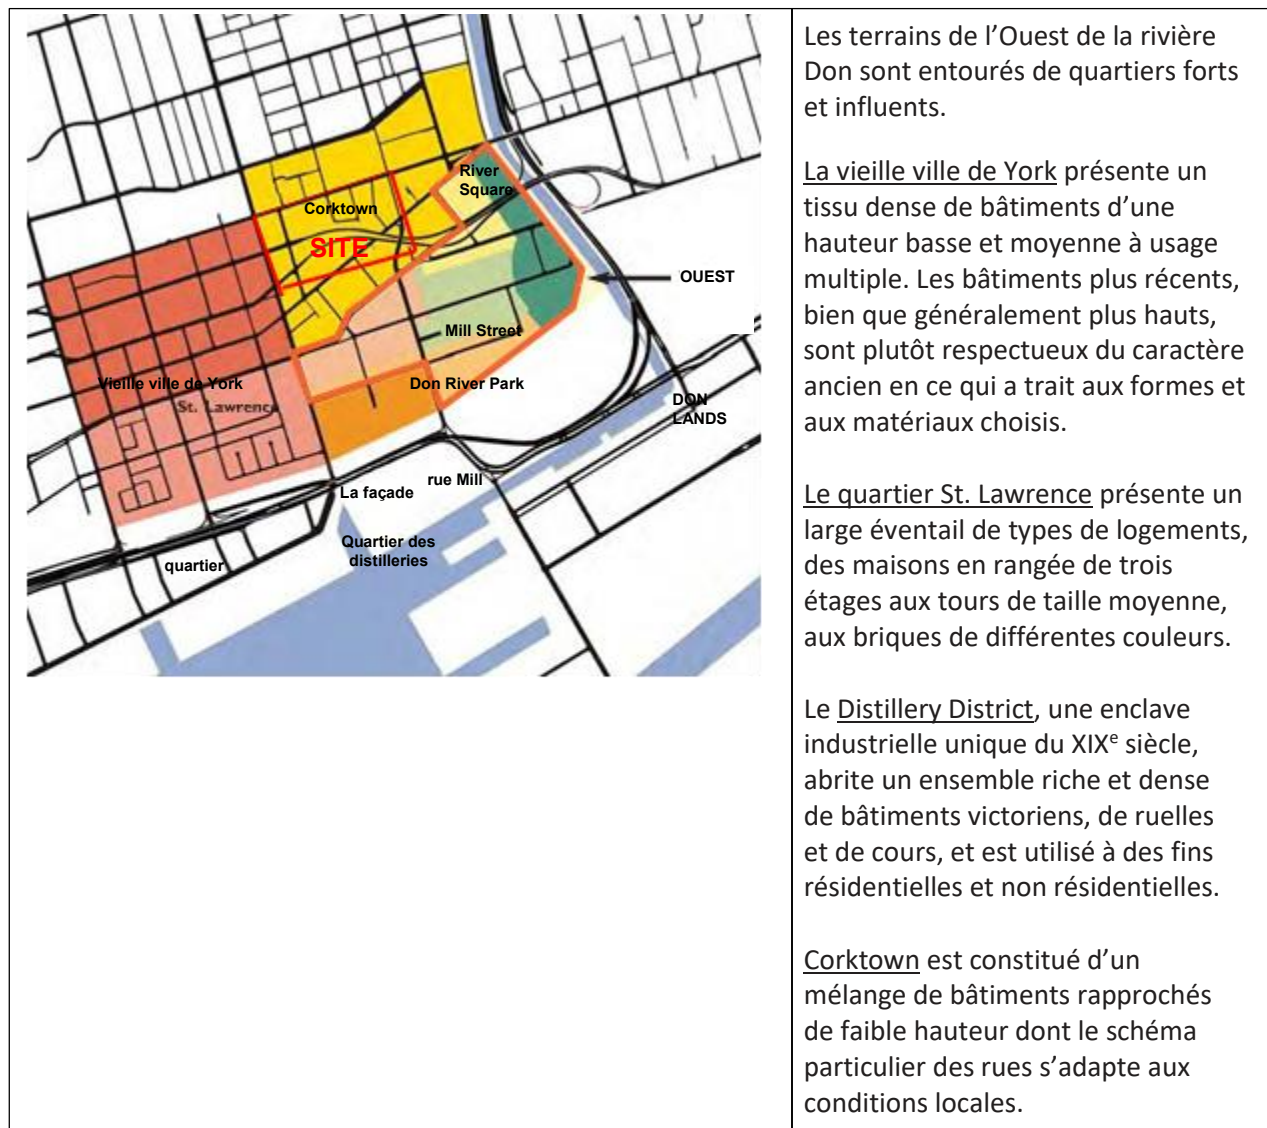 River
Square
Corktown
SITE
OUEST
Mill Street
Vieille ville de York
Don River Park
St. Lawrence
DON
LANDS
rue Mill
La façade
Quartier des
distilleries
quartier
Les terrains de l’Ouest de la rivière
Don sont entourés de quartiers forts
et influents.
La vieille ville de York présente un
tissu dense de bâtiments d’une
hauteur basse et moyenne à usage
multiple. Les bâtiments plus récents,
bien que généralement plus hauts,
sont plutôt respectueux du caractère
ancien en ce qui a trait aux formes et
aux matériaux choisis.
Le quartier St. Lawrence présente un
large éventail de types de logements,
des maisons en rangée de trois
étages aux tours de taille moyenne,
aux briques de différentes couleurs.
Le Distillery District, une enclave
industrielle unique du XIXe siècle,
abrite un ensemble riche et dense
de bâtiments victoriens, de ruelles
et de cours, et est utilisé à des fins
résidentielles et non résidentielles.
Corktown est constitué d’un
mélange de bâtiments rapprochés
de faible hauteur dont le schéma
particulier des rues s’adapte aux
conditions locales.